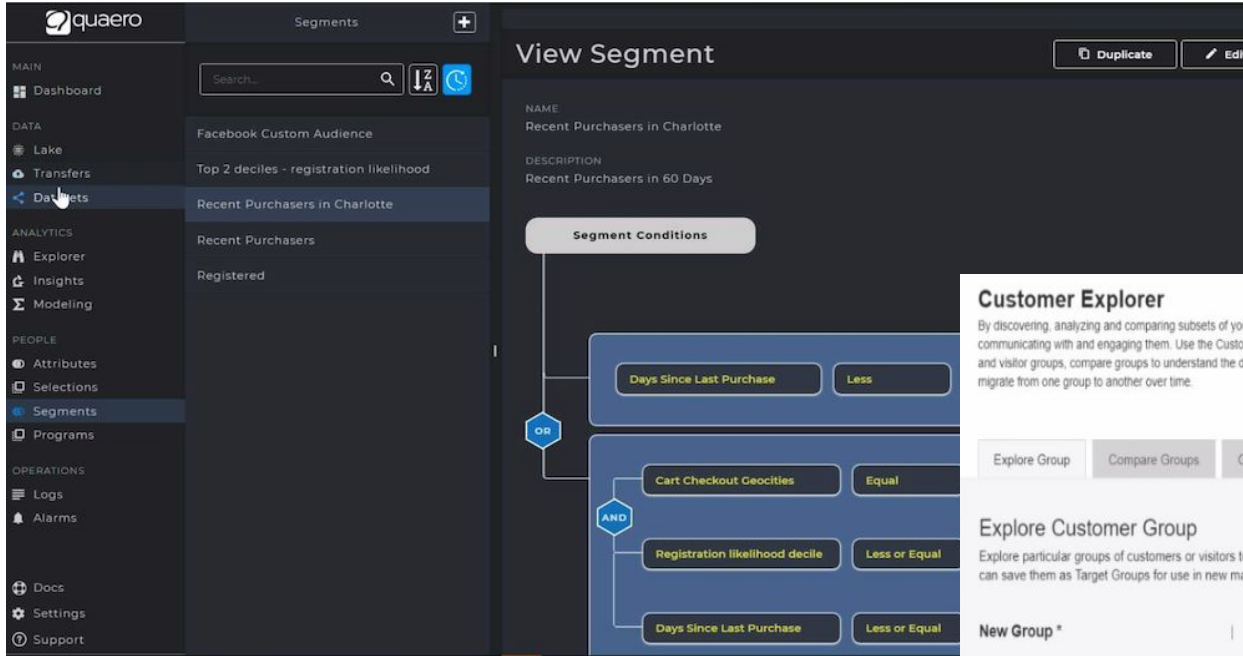 quaero
MAIN
Dashboard
DATA
Lake
Transfers
Datasets
ANALYTICS
Explorer
Insights
Modeling
PEOPLE
Attributes
Selections
Segments
Programs
OPERATIONS
Logs
Alarms
Docs
Settings
Support
Segments
Search...
Z
A
Facebook Custom Audience
Top 2 deciles - registration likelihood
Recent Purchasers in Charlotte
Recent Purchasers
Registered
View Segment
Duplicate
Edi
NAME
Recent Purchasers in Charlotte
DESCRIPTION
Recent Purchasers in 60 Days
Segment Conditions
Days Since Last Purchase Less
OR
Cart Checkout Geocities Equal
AND
Registration likelihood decile Less or Equal
Days Since Last Purchase Less or Equal
Customer Explorer
By discovering, analyzing and comparing subsets of
communicating with and engaging them. Use the
and visitor groups, compare groups to understand the
migrate from one group to another over time.
Explore Group Compare Groups
Explore Customer Group
Explore particular groups of customers or visitors
can save them as Target Groups for use in new
New Group *